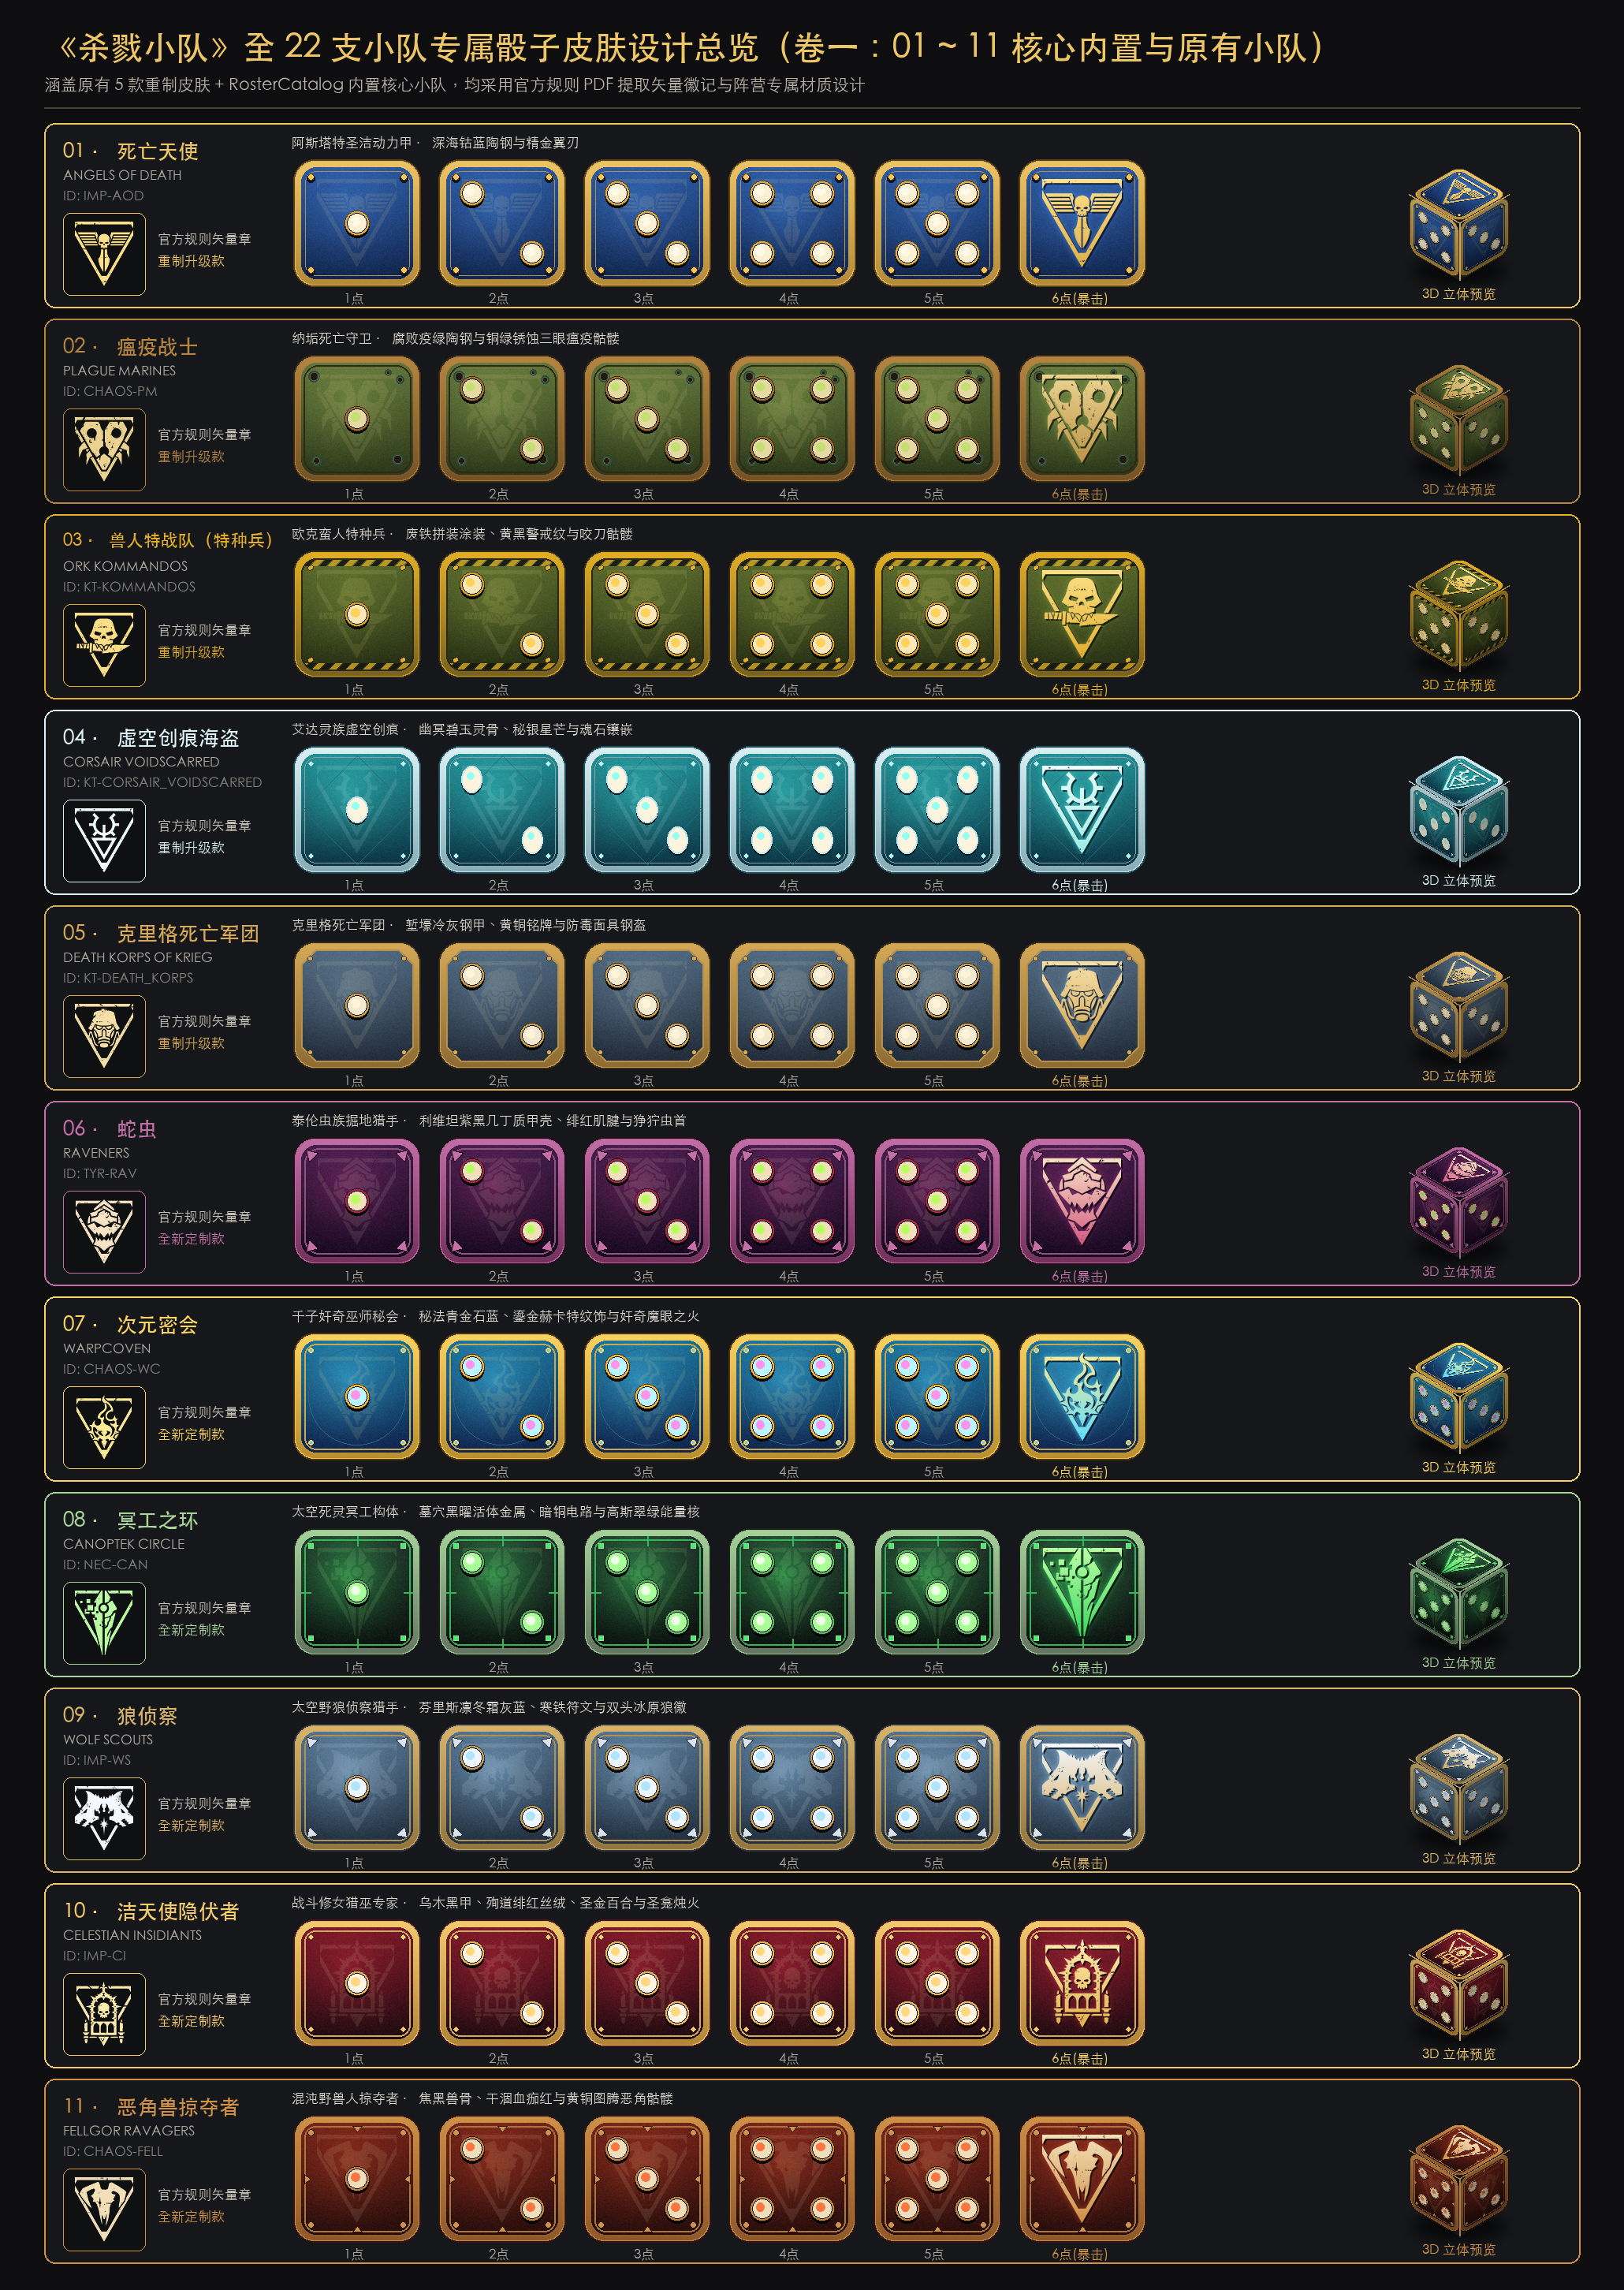 《杀戮小队》全 22 支小队专属骰子皮肤设计总览（卷一：01 ~ 11 核心内置与原有小队）
涵盖原有 5 款重制皮肤 + RosterCatalog 内置核心小队，均采用官方规则 PDF 提取矢量徽记与阵营专属材质设计
01 · 死亡天使
ANGELS OF DEATH
ID: IMP-AOD
官方规则矢量章
重制升级款
阿斯塔特圣洁动力甲 · 深海钴蓝陶钢与精金翼刃
1点 2点 3点 4点 5点 6点(暴击)
3D 立体预览
02 · 瘟疫战士
PLAGUE MARINES
ID: CHAOS-PM
官方规则矢量章
重制升级款
纳垢死亡守卫 · 腐败疫绿陶钢与铜绿锈蚀三眼瘟疫骷髅
1点 2点 3点 4点 5点 6点(暴击)
3D 立体预览
03 · 兽人特战队（特种兵）
ORK KOMMANDOS
ID: KT-KOMMANDOS
官方规则矢量章
重制升级款
欧克蛮人特种兵 · 废铁拼装涂装、黄黑警戒纹与咬刀骷髅
1点 2点 3点 4点 5点 6点(暴击)
3D 立体预览
04 · 虚空创痕海盗
CORSAIR VOIDSCARRED
ID: KT-CORSAIR_VOIDSCARRED
官方规则矢量章
重制升级款
艾达灵族虚空创痕 · 幽冥碧玉灵骨、秘银星芒与魂石镶嵌
1点 2点 3点 4点 5点 6点(暴击)
3D 立体预览
05 · 克里格死亡军团
DEATH KORPS OF KRIEG
ID: KT-DEATH_KORPS
官方规则矢量章
重制升级款
克里格死亡军团 · 堑壕冷灰钢甲、黄铜铭牌与防毒面具钢盔
1点 2点 3点 4点 5点 6点(暴击)
3D 立体预览
06 · 蛇虫
RAVENERS
ID: TYR-RAV
官方规则矢量章
全新定制款
泰伦虫族掘地猎手 · 利维坦紫黑几丁质甲壳、绯红肌腱与狰狞虫首
1点 2点 3点 4点 5点 6点(暴击)
3D 立体预览
07 · 次元密会
WARPCOVEN
ID: CHAOS-WC
官方规则矢量章
全新定制款
千子奸奇巫师秘会 · 秘法青金石蓝、鎏金赫卡特纹饰与奸奇魔眼之火
1点 2点 3点 4点 5点 6点(暴击)
3D 立体预览
08 · 冥工之环
CANOPTEK CIRCLE
ID: NEC-CAN
官方规则矢量章
全新定制款
太空死灵冥工构体 · 墓穴黑曜活体金属、暗铜电路与高斯翠绿能量核
1点 2点 3点 4点 5点 6点(暴击)
3D 立体预览
09 · 狼侦察
WOLF SCOUTS
ID: IMP-WS
官方规则矢量章
全新定制款
太空野狼侦察猎手 · 芬里斯凛冬霜灰蓝、寒铁符文与双头冰原狼徽
1点 2点 3点 4点 5点 6点(暴击)
3D 立体预览
10 · 洁天使隐伏者
CELESTIAN INSIDIANTS
ID: IMP-CI
官方规则矢量章
全新定制款
战斗修女猎巫专家 · 乌木黑甲、殉道绯红丝绒、圣金百合与圣龛烛火
1点 2点 3点 4点 5点 6点(暴击)
3D 立体预览
11 · 恶角兽掠夺者
FELLGOR RAVAGERS
ID: CHAOS-FELL
官方规则矢量章
全新定制款
混沌野兽人掠夺者 · 焦黑兽骨、干涸血痂红与黄铜图腾恶角骷髅
1点 2点 3点 4点 5点 6点(暴击)
3D 立体预览